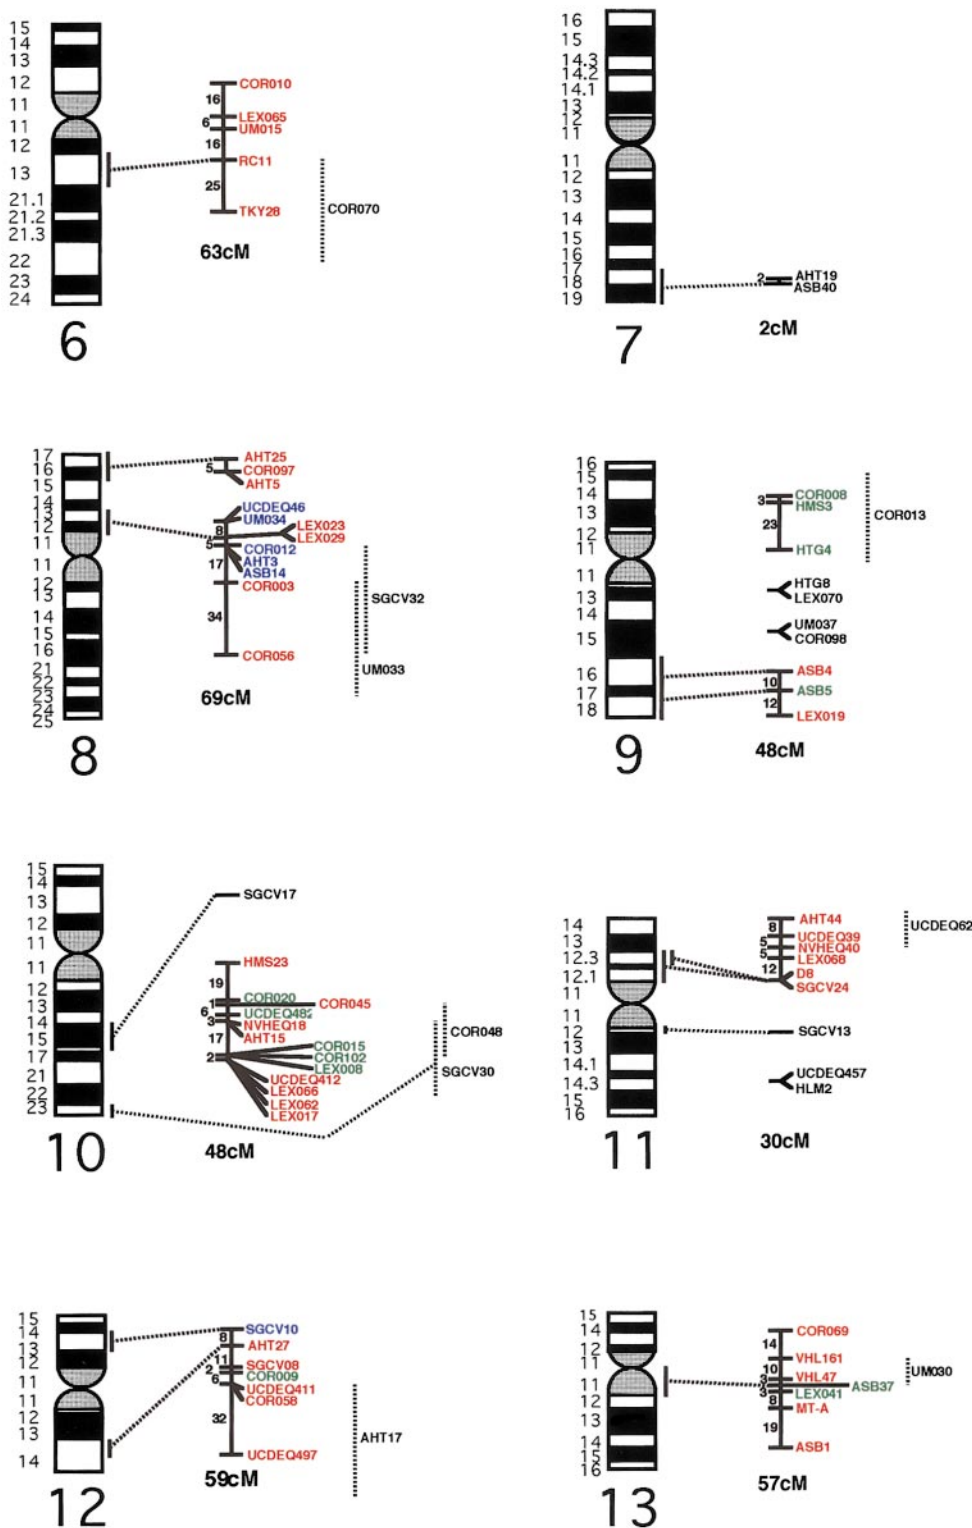 15
14
13
12
11
11
12
13
21.1
21.2
21.3
22
23
24
6
COR010
16
LEX065
6
UM015
16
RC11
25
TKY28
COR070
63cM
16
15
14.3
14.2
14.1
13
12
11
11
12
13
14
15
16
17
18
19
7
2
AHT19
ASB40
2cM
17
16
15
14
13
12
11
11
12
13
14
15
16
21
22
23
24
25
8
AHT25
5
COR097
AHT5
UCDEQ46
UM034
8
LEX023
LEX029
5
COR012
AHT3
17
ASB14
COR003
34
COR056
SGCV32
UM033
69cM
16
15
14
13
12
11
11
13
14
15
16
17
18
9
COR008
3
HMS3
23
HTG4
COR013
HTG8
LEX070
UM037
COR098
ASB4
10
ASB5
12
LEX019
48cM
15
14
13
12
11
11
12
13
14
15
17
21
22
23
10
SGCV17
HMS23
19
COR020
1
COR045
6
UCDEQ482
3
NVHEQ18
AHT15
17
COR015
2
COR102
LEX008
UCDEQ412
LEX066
LEX062
LEX017
COR048
SGCV30
48cM
14
13
12.3
12.1
11
11
12
13
14.1
14.3
15
16
11
AHT44
8
UCDEQ39
5
NVHEQ40
5
LEX068
12
D8
SGCV24
UCDEQ62
SGCV13
UCDEQ457
HLM2
30cM
15
14
13
12
11
11
12
13
14
12
SGCV10
8
AHT27
11
SGCV08
2
COR009
6
UCDEQ411
COR058
32
UCDEQ497
AHT17
59cM
15
14
13
12
11
11
12
13
14
15
16
13
COR069
14
VHL161
10
VHL47
3
ASB37
3
LEX041
8
MT-A
19
ASB1
UM030
57cM